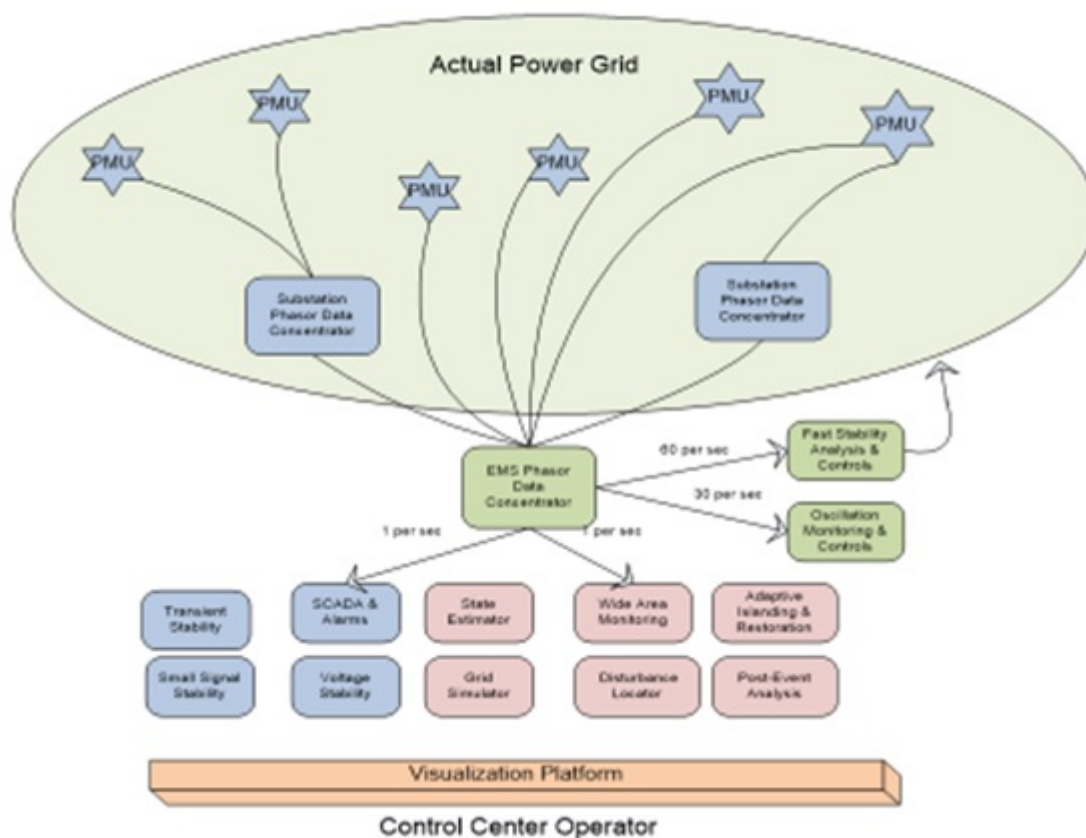 Actual Power Grid
PMU
PMU
PMU
PMU
PMU
PMU
Substation
Phasor Data
Concentrator
Substation
Phasor Data
Concentrator
EMS Phasor
Data
Concentrator
60 per sec
30 per sec
Fast Stability
Analysis &
Controls
Oscillation
Monitoring &
Controls
1 per sec
1 per sec
Transient
Stability
SCADA &
Alarms
State
Estimator
Wide Area
Monitoring
Adaptive
Islanding &
Restoration
Small Signal
Stability
Voltage
Stability
Grid
Simulator
Disturbance
Locator
Post-Event
Analysis
Visualization Platform
Control Center Operator